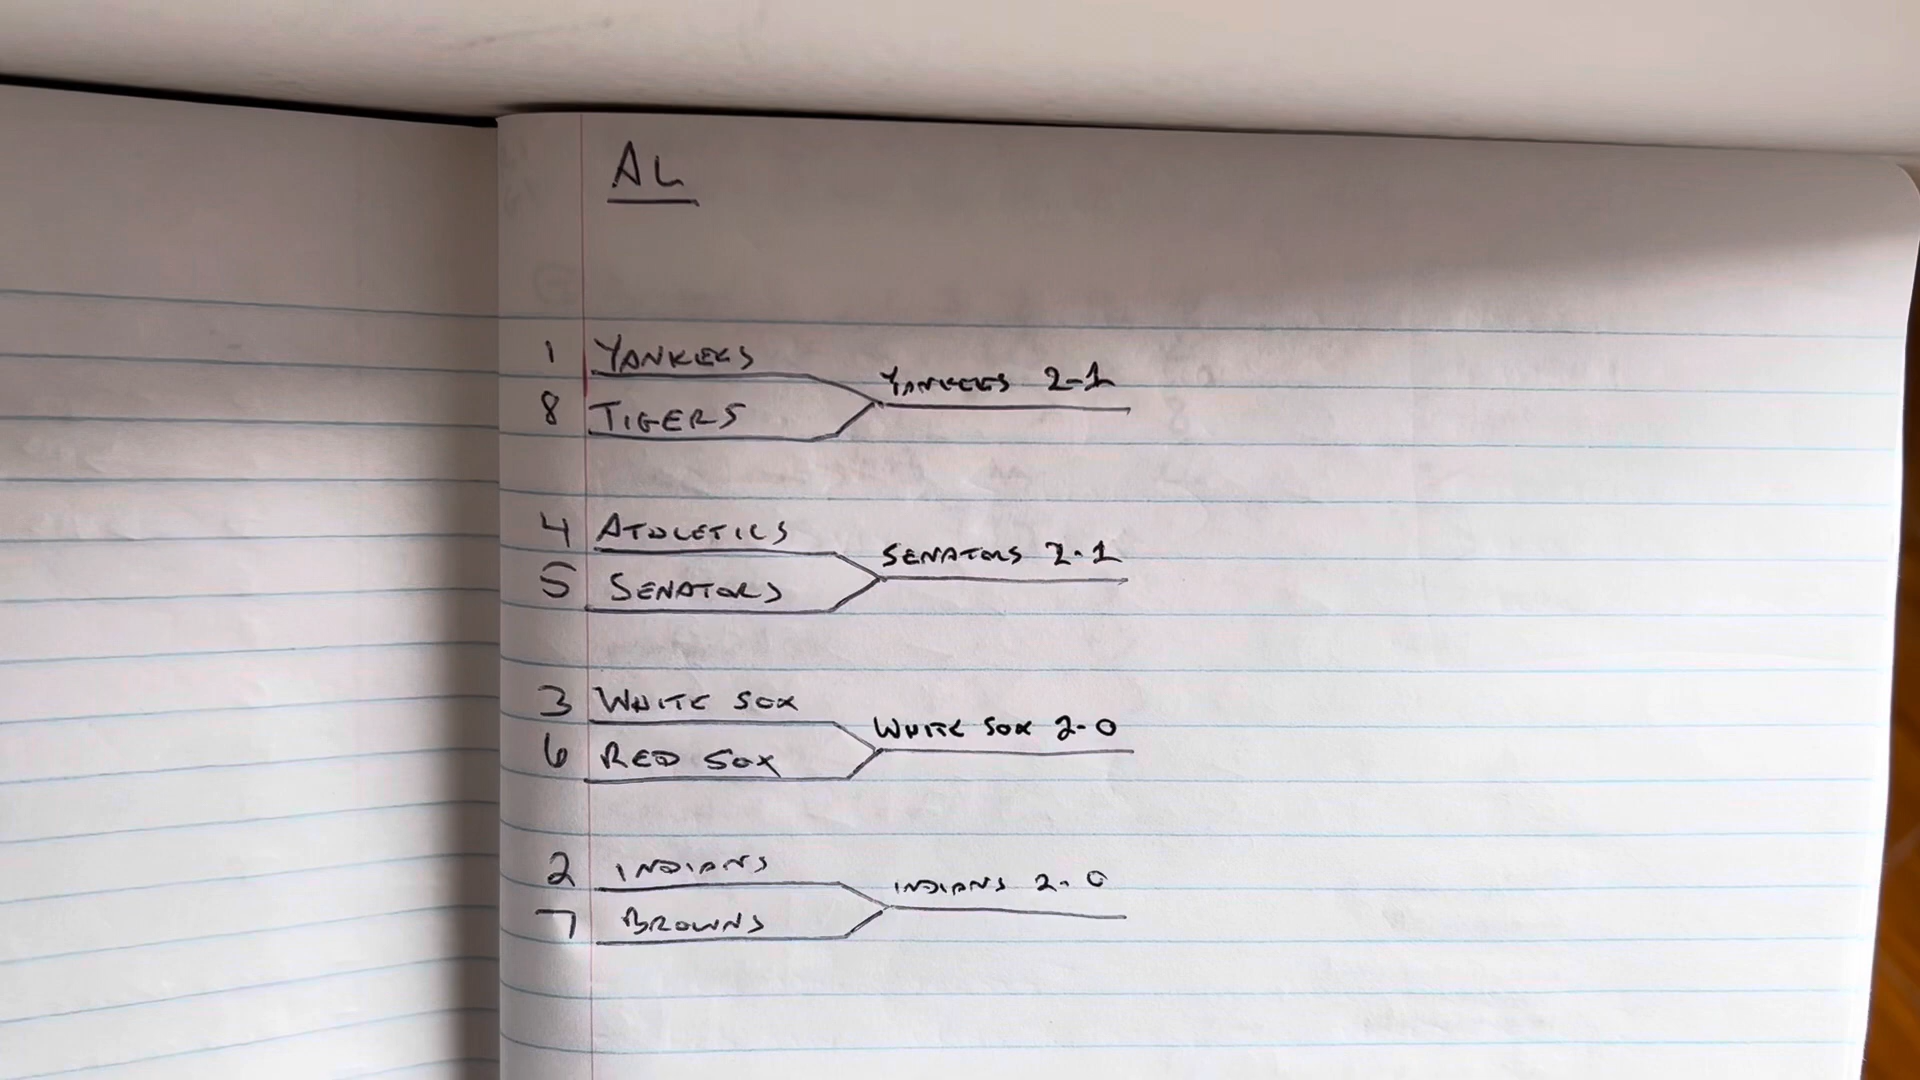 AL
1 YANKEES
YANKEES 2-1
8 TIGERS
4 ATHLETICS
SENATORS 2-1
5 SENATORS
3 WHITE SOX
WHITE SOX 2-0
6 RED SOX
2 INDIANS
INDIANS 2-0
7 BROWNS